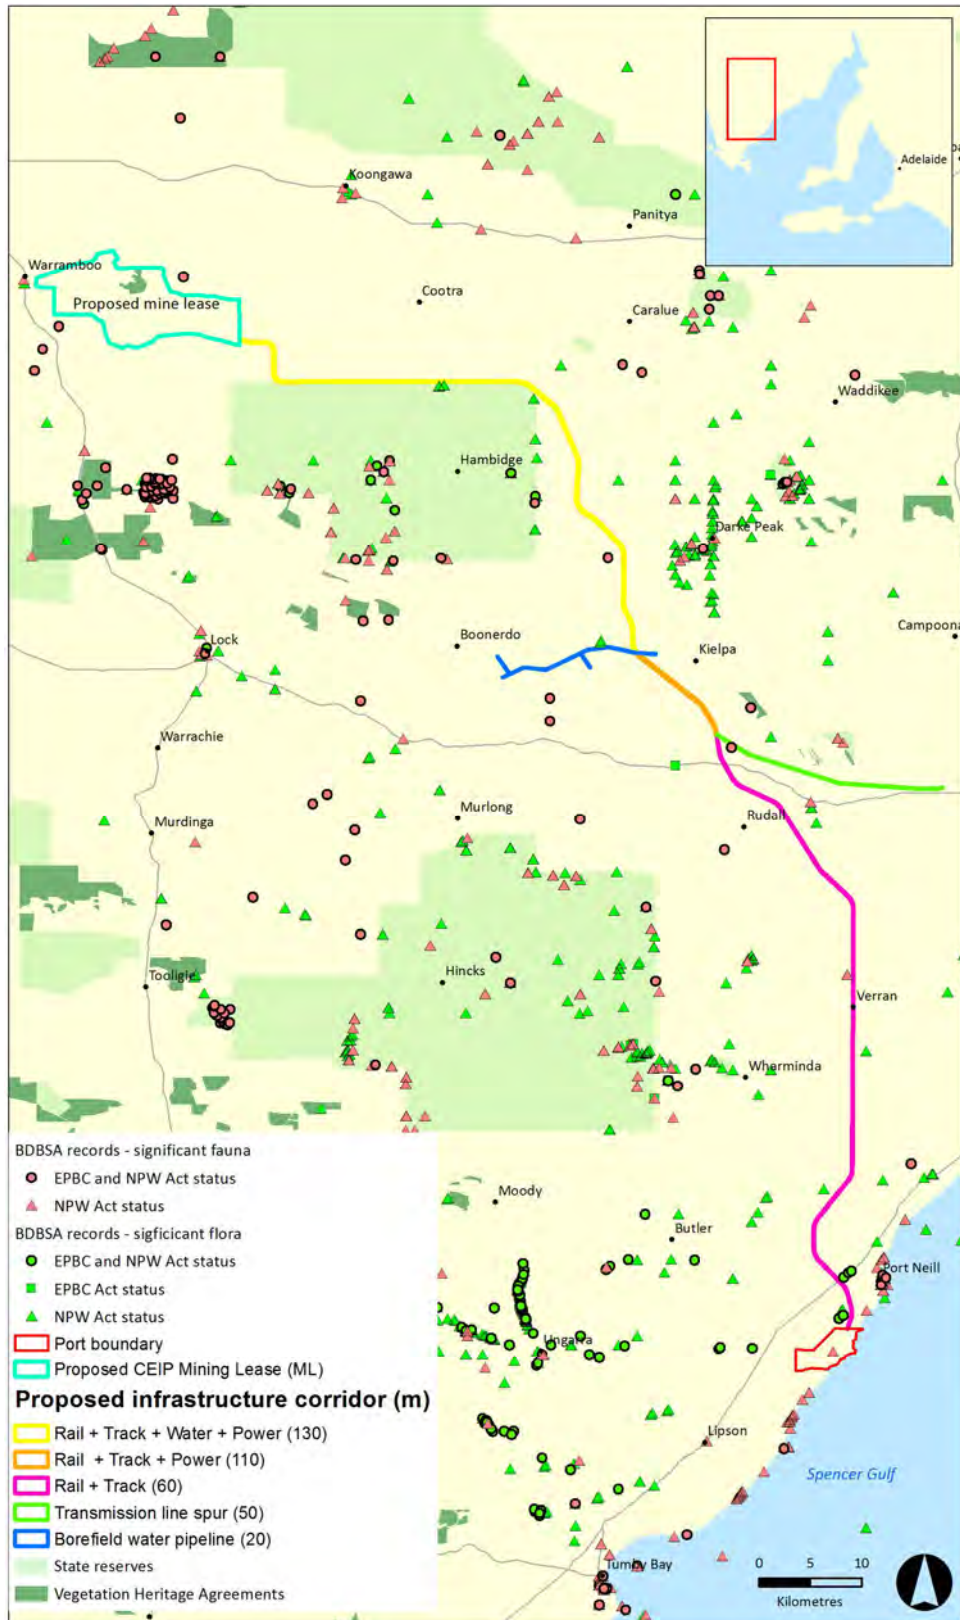 Adelaide
Koongawa
Panitya
Warramboo
Proposed mine lease
Cootra
Caralue
Waddikee
Hambidge
Darke Peak
Campoona
Lock
Boonerdo
Kielpa
Warrachie
Murdinga
Murlong
Rudall
Tooligie
Hincks
Verran
Wharminda
BDBSA records - significant fauna
EPBC and NPW Act status
NPW Act status
BDBSA records - sigficicant flora
EPBC and NPW Act status
EPBC Act status
NPW Act status
Port boundary
Proposed CEIP Mining Lease (ML)
Proposed infrastructure corridor (m)
Rail + Track + Water + Power (130)
Rail + Track + Power (110)
Rail + Track (60)
Transmission line spur (50)
Borefield water pipeline (20)
State reserves
Vegetation Heritage Agreements
Moody
Butler
Port Neill
Ungarra
Lipson
Spencer Gulf
Tumby Bay
0 5 10
Kilometres